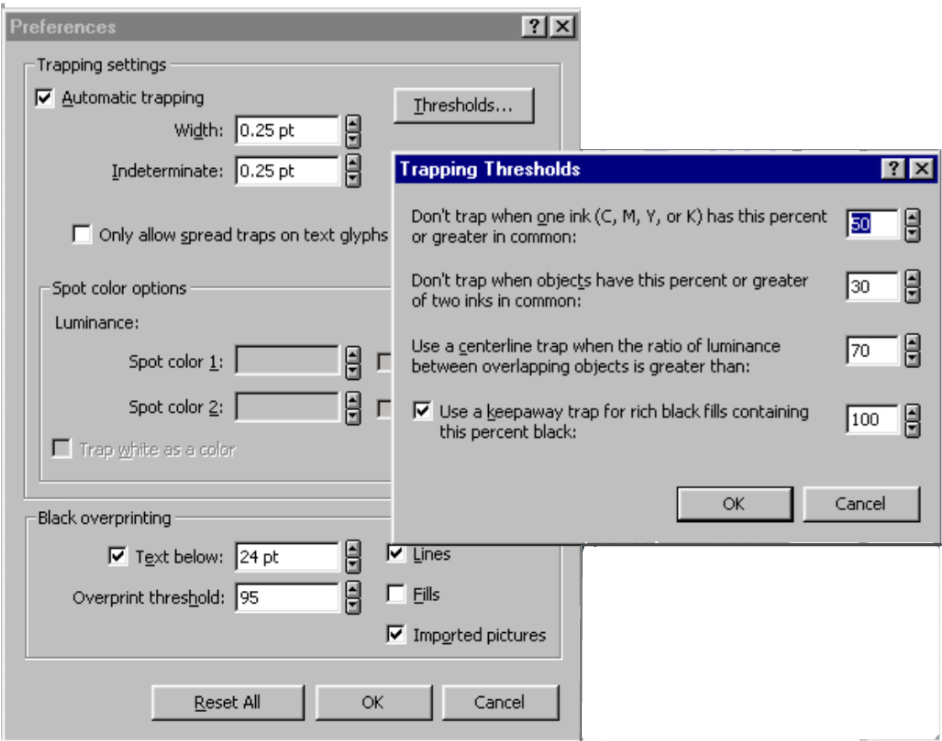 Preferences
Trapping settings
Automatic trapping
Thresholds...
Width: 0.25 pt
Indeterminate: 0.25 pt
Only allow spread traps on text glyphs
Spot color options
Luminance:
Spot color 1:
Spot color 2:
Trap white as a color
Black overprinting
Text below: 24 pt
Lines
Overprint threshold: 95
Fills
Imported pictures
Reset All
OK
Cancel
Trapping Thresholds
Don't trap when one ink (C, M, Y, or K) has this percent
or greater in common:
50
Don't trap when objects have this percent or greater
of two inks in common:
30
Use a centerline trap when the ratio of luminance
between overlapping objects is greater than:
70
Use a keepaway trap for rich black fills containing
this percent black:
100
OK
Cancel